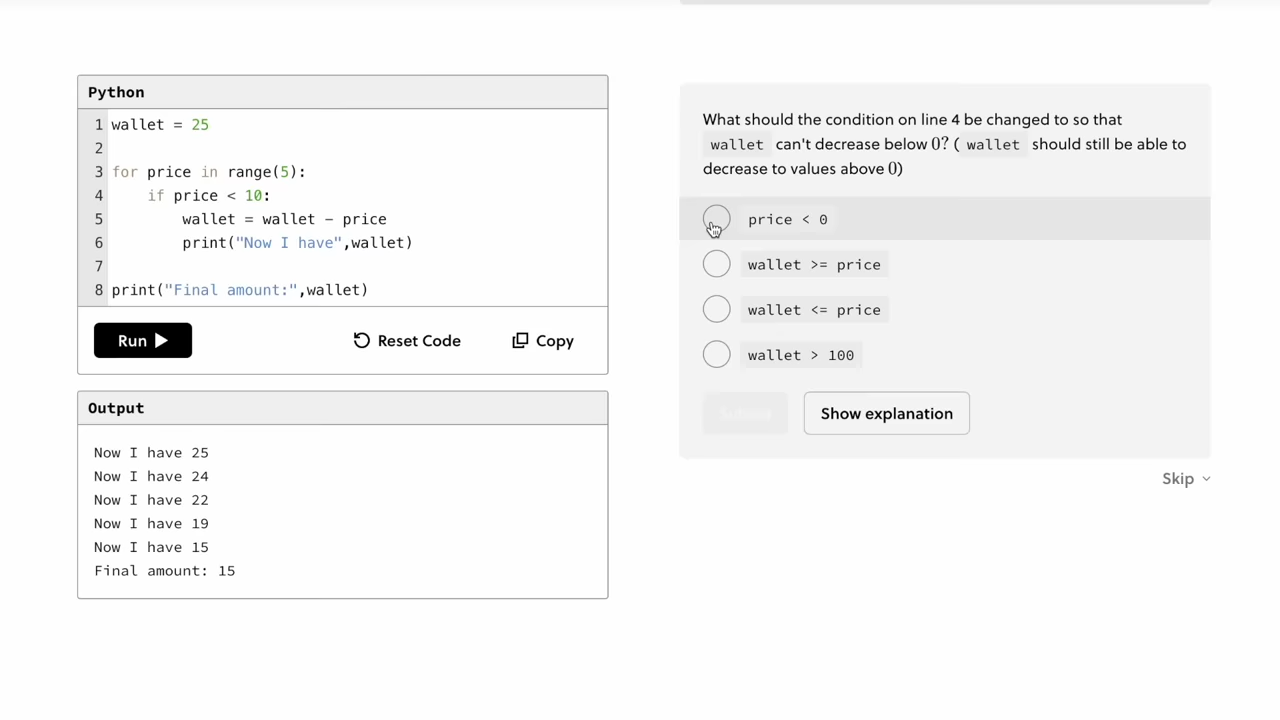 Python
1 wallet = 25
2
3 for price in range(5):
4     if price < 10:
5         wallet = wallet - price
6         print("Now I have",wallet)
7
8 print("Final amount:",wallet)
Run
Reset Code
Copy
Output
Now I have 25
Now I have 24
Now I have 22
Now I have 19
Now I have 15
Final amount: 15
What should the condition on line 4 be changed to so that
wallet can't decrease below 0? ( wallet should still be able to
decrease to values above 0)
price < 0
wallet >= price
wallet <= price
wallet > 100
Show explanation
Skip